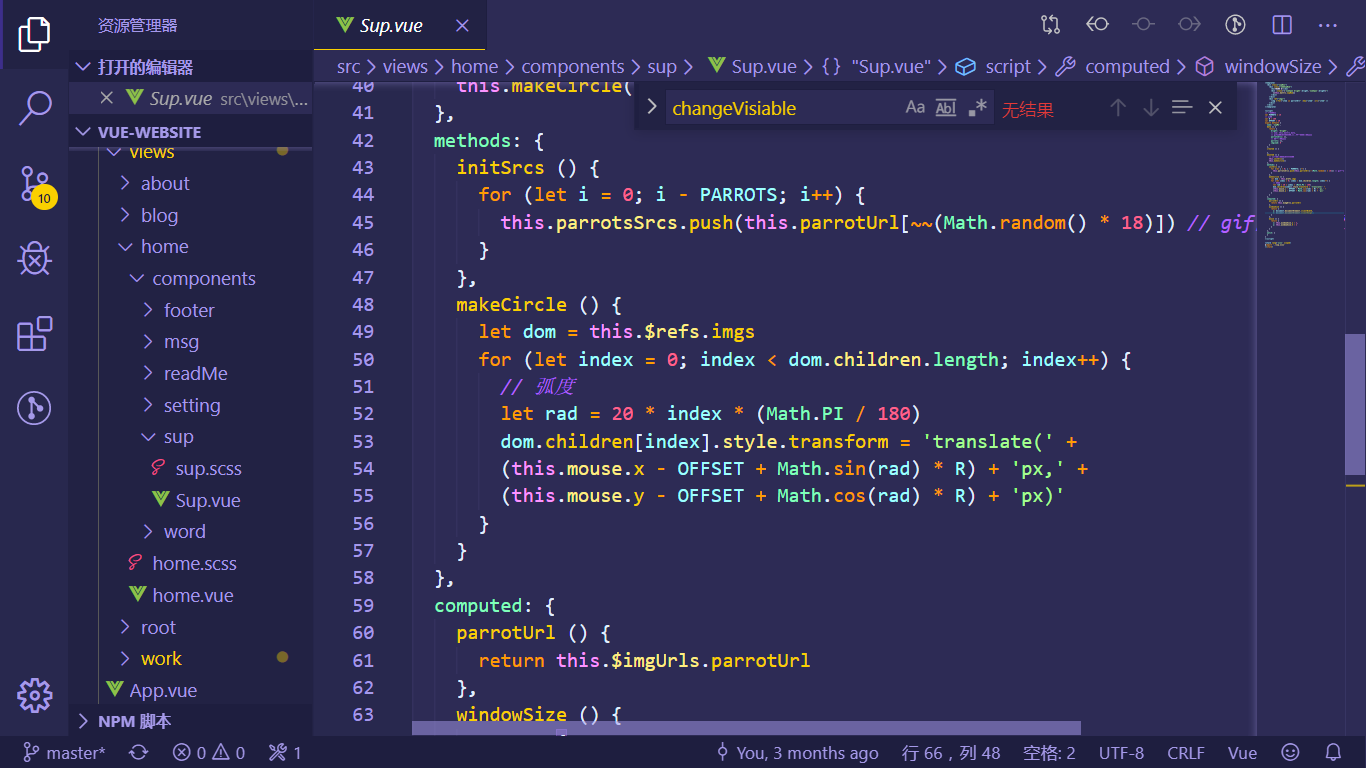 资源管理器
打开的编辑器
Sup.vue src\views\...
VUE-WEBSITE
views
about
blog
home
components
footer
msg
readMe
setting
sup
sup.scss
Sup.vue
word
home.scss
home.vue
root
work
App.vue
NPM 脚本
10
Sup.vue
src views home components sup Sup.vue {} "Sup.vue" script computed windowSize
changeVisiable Aa Abl .* 无结果
40 this.makeCircle(
41 },
42 methods: {
43 initSrcs () {
44 for (let i = 0; i - PARROTS; i++) {
45 this.parrotsSrcs.push(this.parrotUrl[~~(Math.random() * 18)]) // gif
46 }
47 },
48 makeCircle () {
49 let dom = this.$refs.imgs
50 for (let index = 0; index < dom.children.length; index++) {
51 // 弧度
52 let rad = 20 * index * (Math.PI / 180)
53 dom.children[index].style.transform = 'translate(' +
54 (this.mouse.x - OFFSET + Math.sin(rad) * R) + 'px,' +
55 (this.mouse.y - OFFSET + Math.cos(rad) * R) + 'px)'
56 }
57 }
58 },
59 computed: {
60 parrotUrl () {
61 return this.$imgUrls.parrotUrl
62 },
63 windowSize () {
master* 0 0 1 You, 3 months ago 行 66，列 48 空格: 2 UTF-8 CRLF Vue